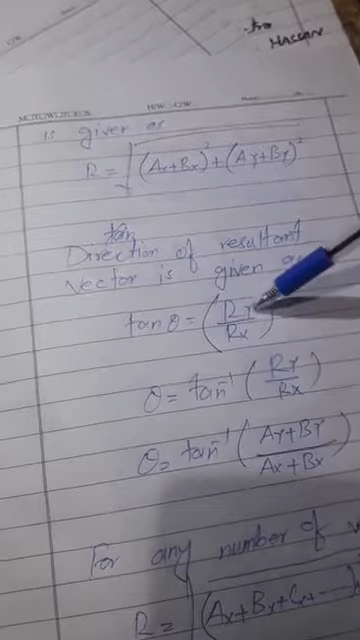 HASSAN
H/W C/W
is given as
R = √(Ax+Bx)²+(Ay+By)²
tan
Direction of resultant
vector is given as
tan θ = (Ry/Rx)
θ = tan⁻¹ (Ry/Rx)
θ = tan⁻¹ (Ay+By/Ax+Bx)
For any number of
R = √(Ax+Bx+Cx+----)